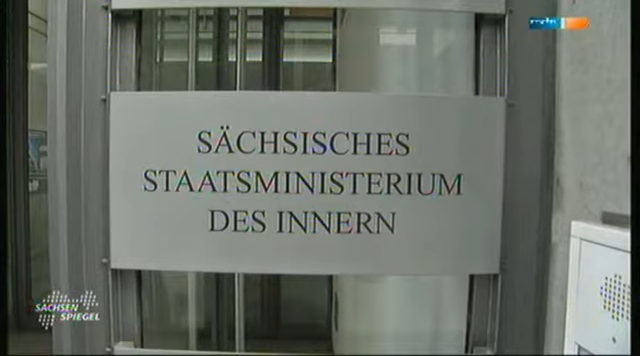 mdr
SÄCHSISCHES
STAATSMINISTERIUM
DES INNERN
SACHSEN
SPIEGEL